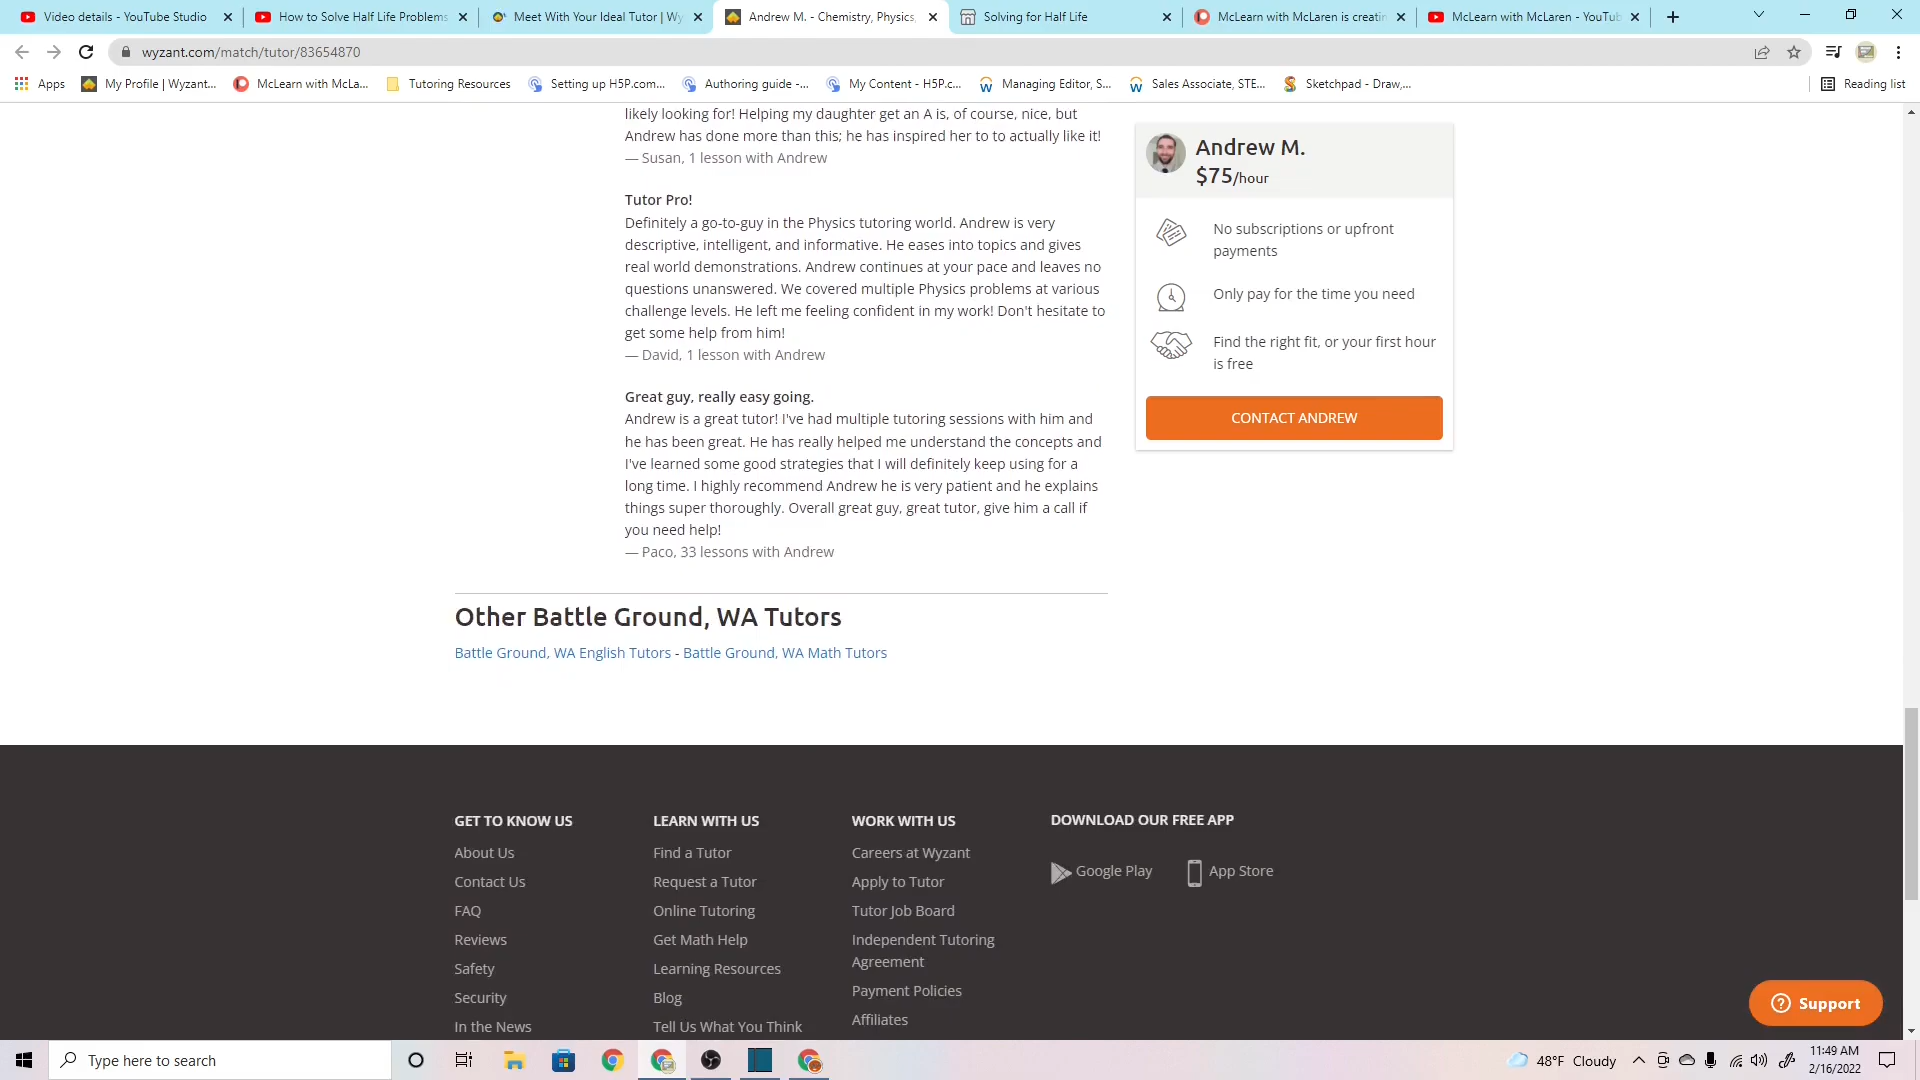 Video details - YouTube Studio
How to Solve Half Life Problems
Meet With Your Ideal Tutor | Wy
Andrew M. - Chemistry, Physics,
Solving for Half Life
McLearn with McLaren is creatin
McLearn with McLaren - YouTub
wyzant.com/match/tutor/83654870
Apps
My Profile | Wyzant...
McLearn with McLa...
Tutoring Resources
Setting up H5P.com...
Authoring guide -...
My Content - H5P.c...
Managing Editor, S...
Sales Associate, STE...
Sketchpad - Draw,...
Reading list
likely looking for! Helping my daughter get an A is, of course, nice, but
Andrew has done more than this; he has inspired her to to actually like it!
— Susan, 1 lesson with Andrew
Tutor Pro!
Definitely a go-to-guy in the Physics tutoring world. Andrew is very
descriptive, intelligent, and informative. He eases into topics and gives
real world demonstrations. Andrew continues at your pace and leaves no
questions unanswered. We covered multiple Physics problems at various
challenge levels. He left me feeling confident in my work! Don't hesitate to
get some help from him!
— David, 1 lesson with Andrew
Great guy, really easy going.
Andrew is a great tutor! I've had multiple tutoring sessions with him and
he has been great. He has really helped me understand the concepts and
I've learned some good strategies that I will definitely keep using for a
long time. I highly recommend Andrew he is very patient and he explains
things super thoroughly. Overall great guy, great tutor, give him a call if
you need help!
— Paco, 33 lessons with Andrew
Andrew M.
$75/hour
No subscriptions or upfront
payments
Only pay for the time you need
Find the right fit, or your first hour
is free
CONTACT ANDREW
Other Battle Ground, WA Tutors
Battle Ground, WA English Tutors - Battle Ground, WA Math Tutors
GET TO KNOW US
About Us
Contact Us
FAQ
Reviews
Safety
Security
In the News
LEARN WITH US
Find a Tutor
Request a Tutor
Online Tutoring
Get Math Help
Learning Resources
Blog
Tell Us What You Think
WORK WITH US
Careers at Wyzant
Apply to Tutor
Tutor Job Board
Independent Tutoring
Agreement
Payment Policies
Affiliates
DOWNLOAD OUR FREE APP
Google Play
App Store
Support
Type here to search
48°F Cloudy
11:49 AM
2/16/2022